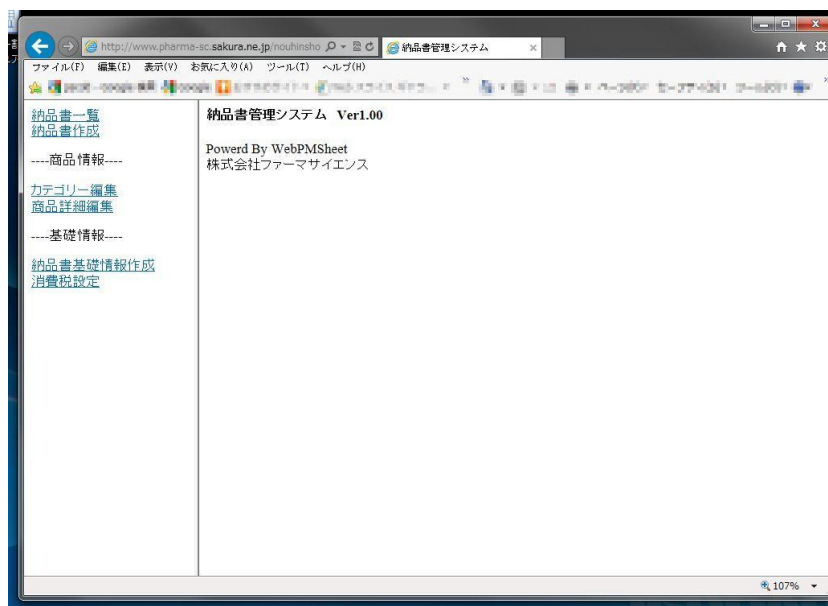 http://www.pharma-sc.sakura.ne.jp/nouhinsho
納品書管理システム
ファイル(F) 編集(E) 表示(V) お気に入り(A) ツール(T) ヘルプ(H)
納品書一覧
納品書作成
----商品情報----
カテゴリー編集
商品詳細編集
----基礎情報----
納品書基礎情報作成
消費税設定
納品書管理システム Ver1.00
Powerd By WebPMSheet
株式会社ファーマサイエンス
107%